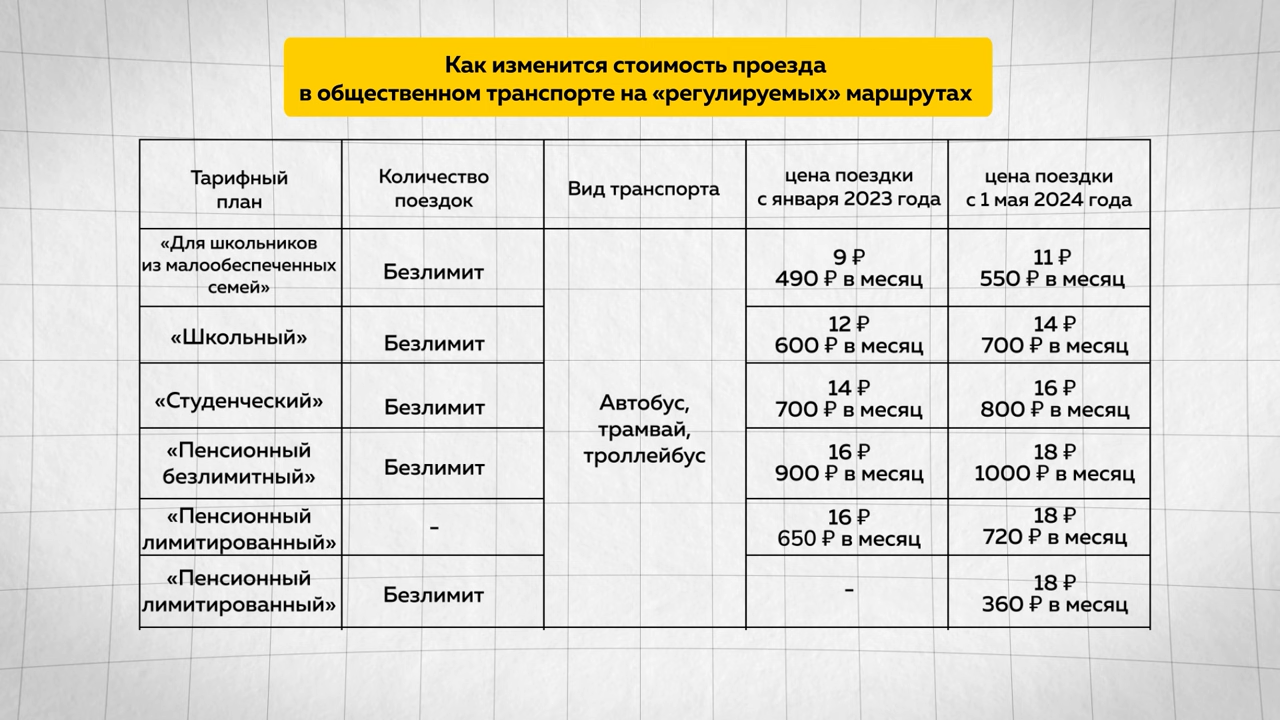 Как изменится стоимость проезда
в общественном транспорте на «регулируемых» маршрутах
Тарифный
план
Количество
поездок
Вид транспорта
цена поездки
с января 2023 года
цена поездки
с 1 мая 2024 года
«Для школьников
из малообеспеченных
семей»
Безлимит
Автобус,
трамвай,
троллейбус
9 ₽
490 ₽ в месяц
11 ₽
550 ₽ в месяц
«Школьный»
Безлимит
12 ₽
600 ₽ в месяц
14 ₽
700 ₽ в месяц
«Студенческий»
Безлимит
14 ₽
700 ₽ в месяц
16 ₽
800 ₽ в месяц
«Пенсионный
безлимитный»
Безлимит
16 ₽
900 ₽ в месяц
18 ₽
1000 ₽ в месяц
«Пенсионный
лимитированный»
-
16 ₽
650 ₽ в месяц
18 ₽
720 ₽ в месяц
«Пенсионный
лимитированный»
Безлимит
-
18 ₽
360 ₽ в месяц